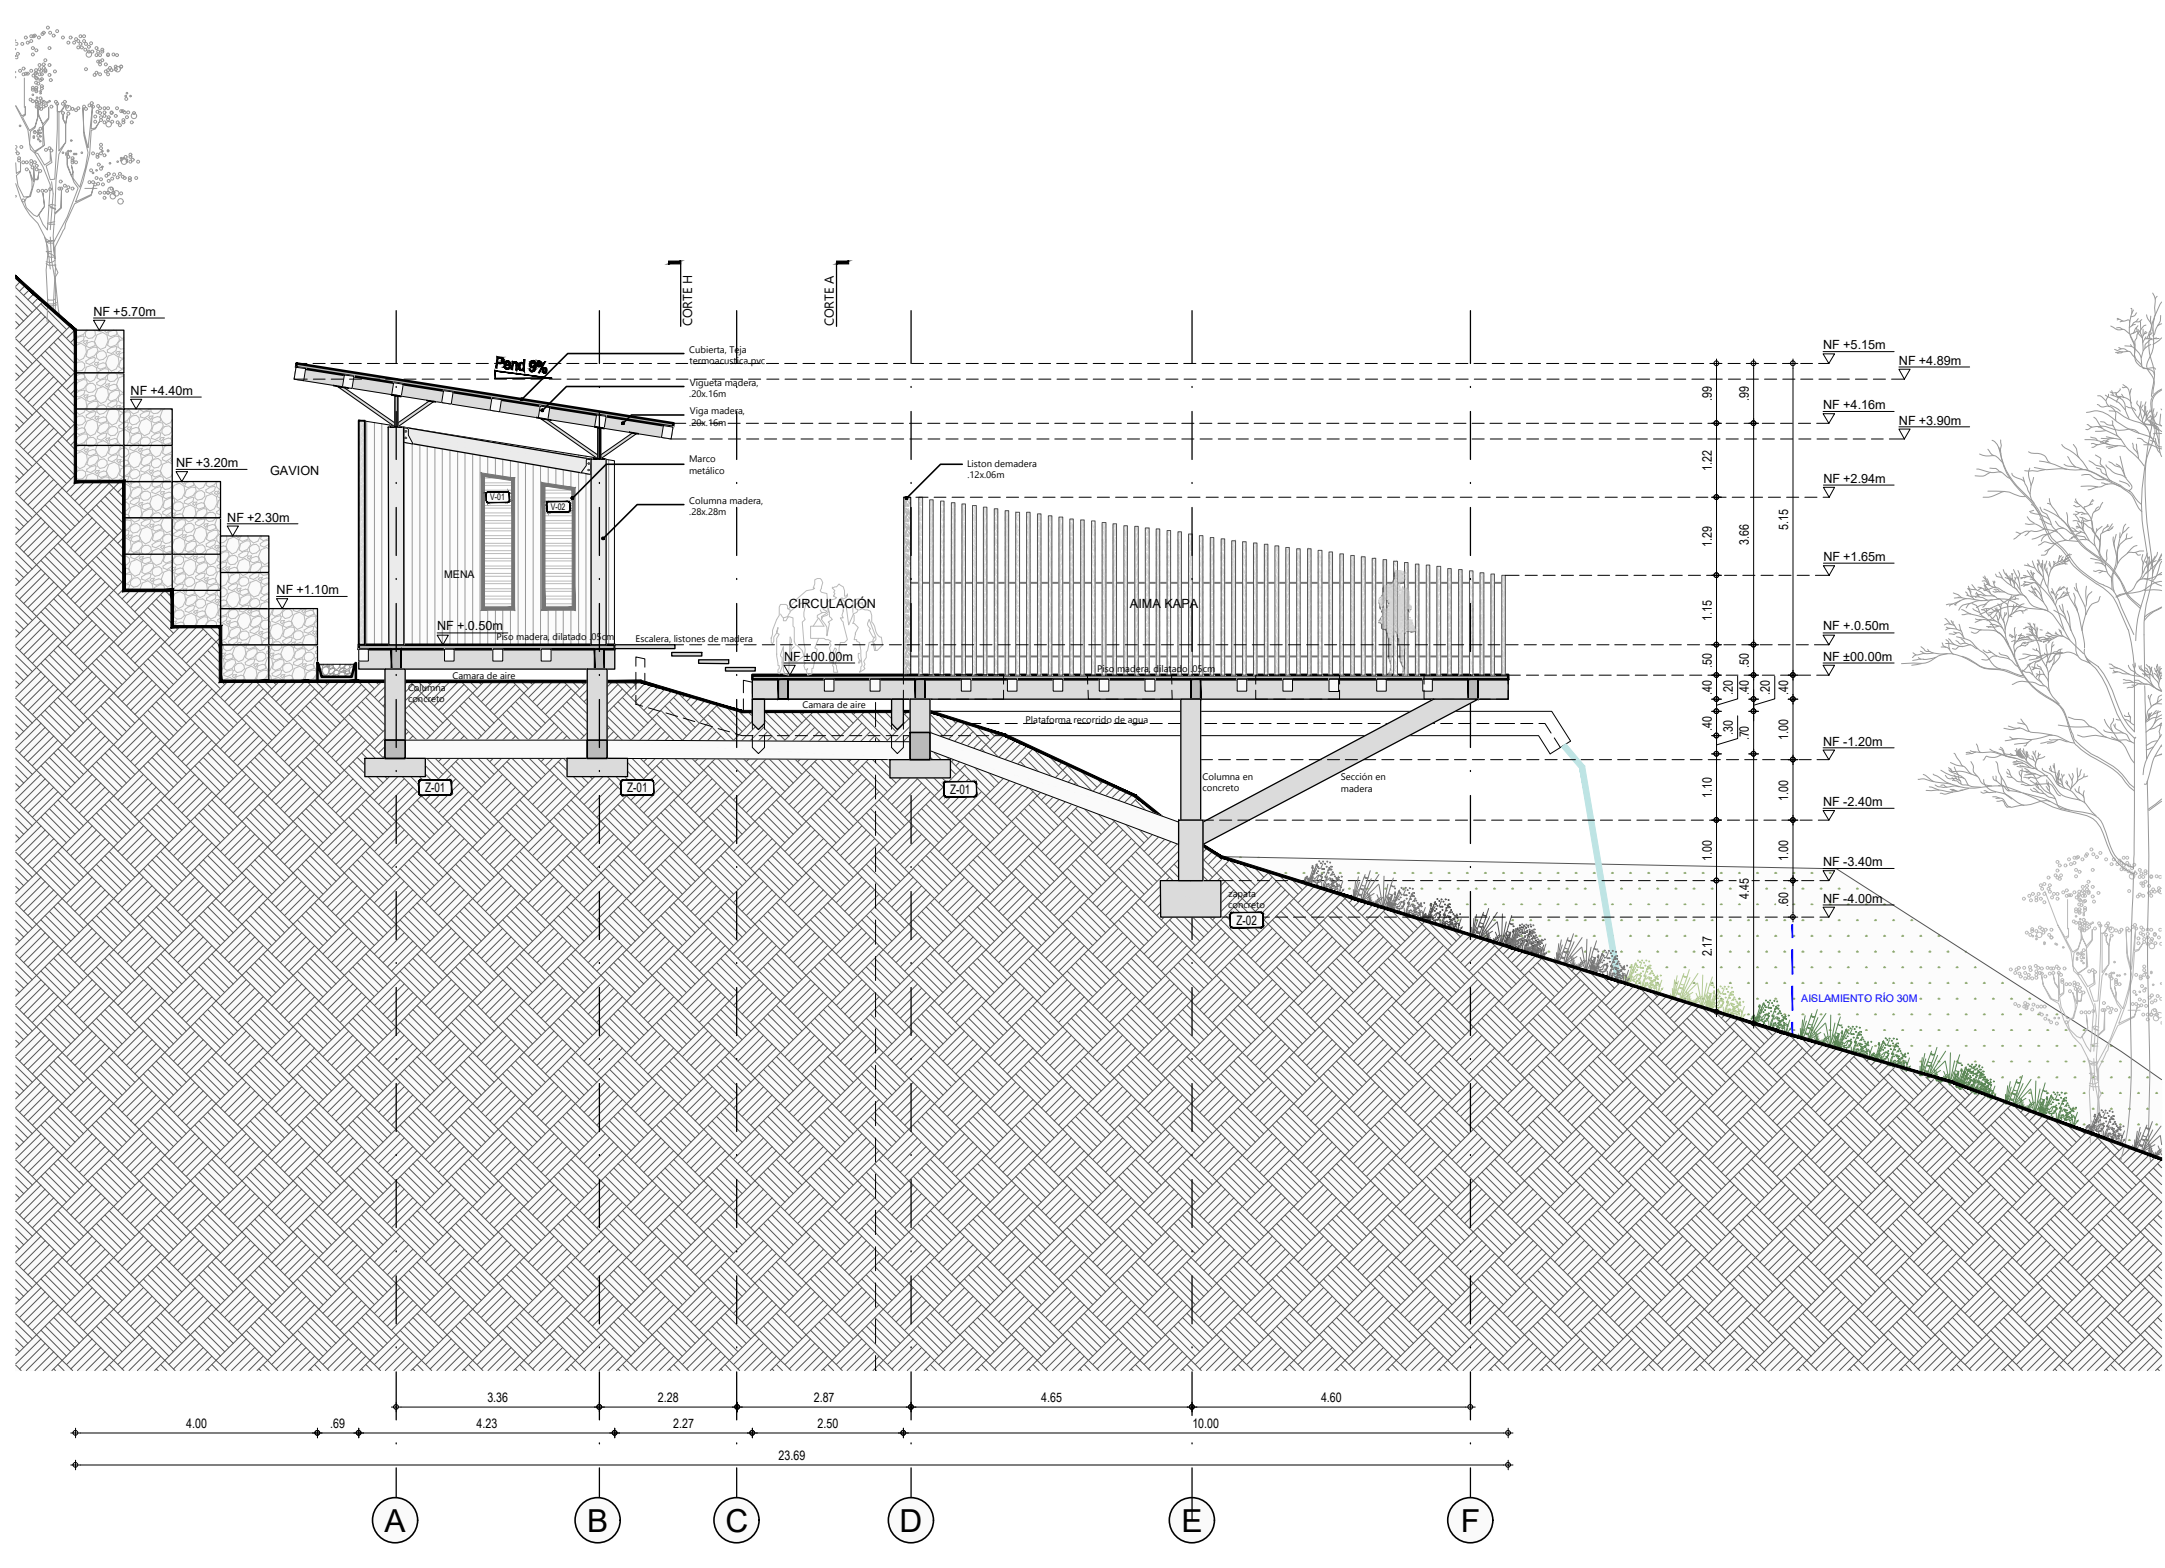 CORTE H
CORTE A
NF +5.70m
NF +4.40m
NF +3.20m
NF +2.30m
NF +1.10m
GAVION
Pend 9%
Cubierta, Teja
termoacustica pvc
Vigueta madera,
.20x.16m
Viga madera,
.20x.16m
Marco
metálico
Columna madera,
.28x.28m
V-01
V-02
MENA
NF +.0.50m
Piso madera, dilatado .05cm
Escalera, listones de madera
Camara de aire
Columna
concreto
Liston demadera
.12x.06m
CIRCULACIÓN
AIMA KAPA
NF ±00.00m
Piso madera, dilatado .05cm
Camara de aire
Plataforma recorrido de agua
Columna en
concreto
Sección en
madera
Z-01
Z-01
Z-01
zapata
concreto
Z-02
NF +5.15m
NF +4.89m
NF +4.16m
NF +3.90m
NF +2.94m
NF +1.65m
NF +.0.50m
NF ±00.00m
NF -1.20m
NF -2.40m
NF -3.40m
NF -4.00m
.99
1.22
1.29
1.15
.50
.40
.20
.40
.30
1.10
1.00
2.17
.99
3.66
.50
.40
.20
.70
4.45
5.15
.40
1.00
1.00
1.00
.60
AISLAMIENTO RÍO 30M
3.36
2.28
2.87
4.65
4.60
4.00
.69
4.23
2.27
2.50
10.00
23.69
A
B
C
D
E
F